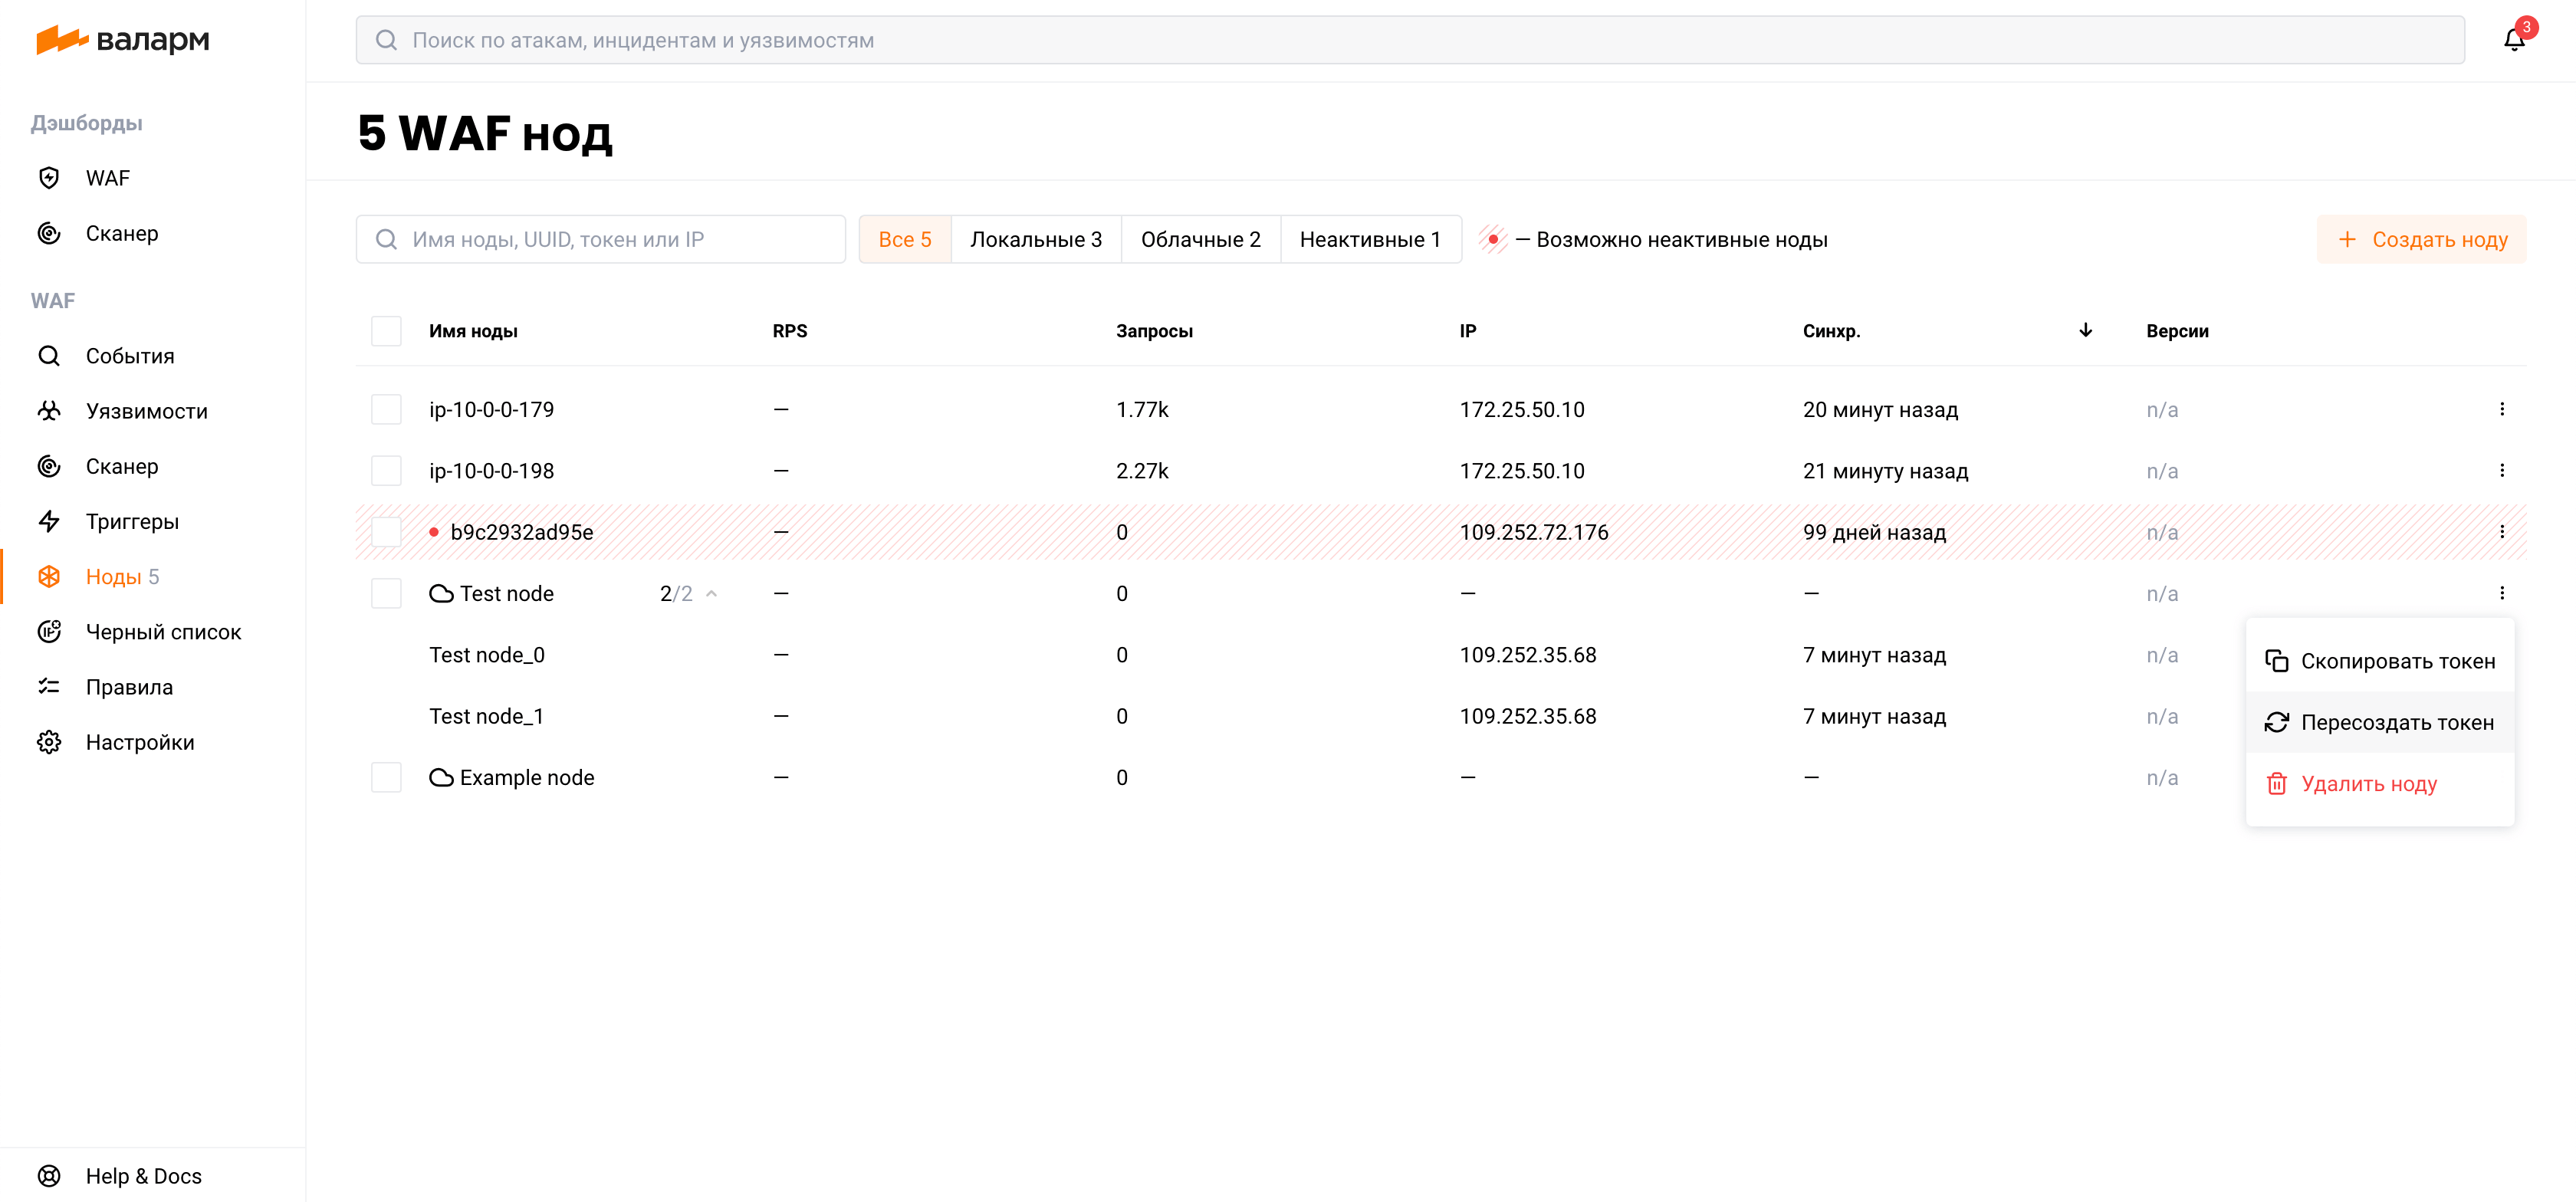 валарм
Поиск по атакам, инцидентам и уязвимостям
3
Дэшборды
WAF
Сканер
WAF
События
Уязвимости
Сканер
Триггеры
Ноды 5
Черный список
Правила
Настройки
Help & Docs
5 WAF нод
Имя ноды, UUID, токен или IP
Все 5 Локальные 3 Облачные 2 Неактивные 1 — Возможно неактивные ноды
Создать ноду
Имя ноды RPS Запросы IP Синхр. Версии
ip-10-0-0-179 — 1.77k 172.25.50.10 20 минут назад n/a
ip-10-0-0-198 — 2.27k 172.25.50.10 21 минуту назад n/a
b9c2932ad95e — 0 109.252.72.176 99 дней назад n/a
Test node 2/2 — 0 — — n/a
Test node_0 — 0 109.252.35.68 7 минут назад n/a
Test node_1 — 0 109.252.35.68 7 минут назад n/a
Example node — 0 — — n/a
Скопировать токен
Пересоздать токен
Удалить ноду